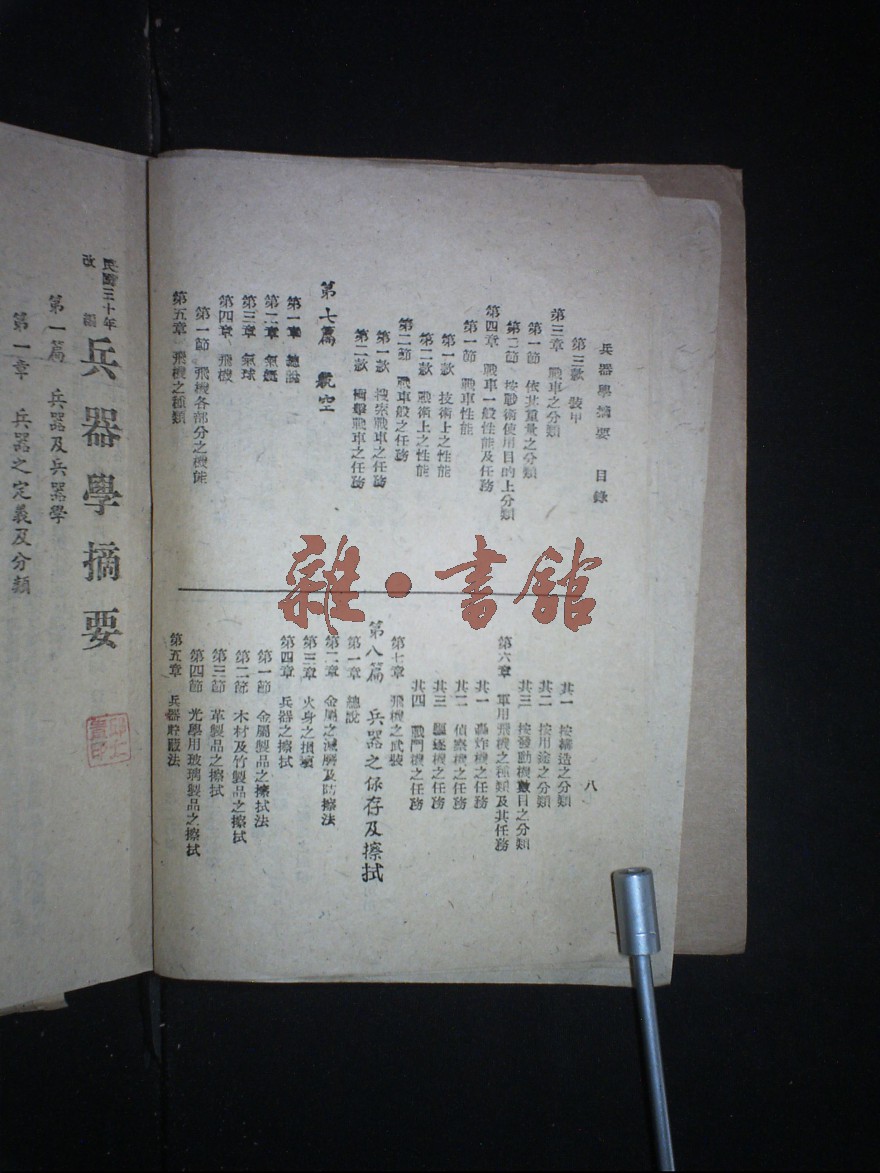 兵器學摘要　目錄
八
第三款　裝甲
第三章　戰車之分類
第一節　依其重量之分類
第二節　按戰術使用目的上分類
第四章　戰車一般性能及任務
第一節　戰車性能
第一款　技術上之性能
第二款　戰術上之性能
第二節　戰車般之任務
第一款　搜索戰車之任務
第二款　衝擊戰車之任務
第七篇　航空
第一章　總說
第二章　氣艇
第三章　氣球
第四章　飛機
第一節　飛機各部分之機能
第五章　飛機之種類
其一　按構造之分類
其二　按用途之分類
其三　按發動機數目之分類
第六章　軍用飛機之種類及其任務
其一　轟炸機之任務
其二　偵察機之任務
其三　驅逐機之任務
其四　戰鬥機之任務
第七章　飛機之武裝
第八篇　兵器之保存及擦拭
第一章　總說
第二章　金屬之減磨及防擦法
第三章　火身之損壞
第四章　兵器之擦拭
第一節　金屬製品之擦拭法
第二節　木材及竹製品之擦拭
第三節　革製品之擦拭
第四節　光學用玻璃製品之擦拭
第五章　兵器貯藏法
民國三十年
改編
兵器學摘要
第一篇　兵器及兵器學
第一章　兵器之定義及分類
雜·書館